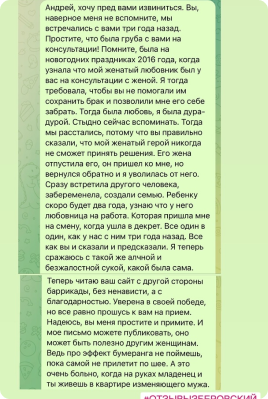 Андрей, хочу пред вами извиниться. Вы,
наверное меня не вспомните, мы
встречались с вами три года назад.
Простите, что была груба с вами на
консультации! Помните, была на
новогодних праздниках 2016 года, когда
узнала что мой женатый любовник был у
вас на консультации с женой. Я тогда
требовала, чтобы вы не помогали им
сохранить брак и позволили мне его себе
забрать. Тогда была любовь, я была дура-
дурой. Стыдно сейчас вспоминать. Тогда
мы расстались, потому что вы правильно
сказали, что мой женатый герой никогда
не сможет принять решения. Его жена
отпустила его, он пришел ко мне, но
вернулся обратно и я уволилась от него.
Сразу встретила другого человека,
забеременела, создали семью. Ребенку
скоро будет два года, узнаю что у него
любовница на работа. Которая пришла мне
на смену, когда ушла в декрет. Все один в
один, как у нас с ним три года назад. Все
как вы и сказали и предсказали. Я теперь
сражаюсь с такой же алчной и
безжалостной сукой, какой была сама.
Теперь читаю ваш сайт с другой стороны
баррикады, без ненависти, а с
благодарностью. Уверена в своей победе,
но все равно прошусь к вам на прием.
Надеюсь, вы меня простите и примите. И
мое письмо можете публиковать, оно
может быть полезно другим женщинам.
Ведь про эффект бумеранга не поймешь,
пока самой не прилетит по шее. А это
очень больно, когда на руках младенец и
ты живешь в квартире изменяющего мужа.
#ОТЗЫВЫЗБЕРОВСКИЙ